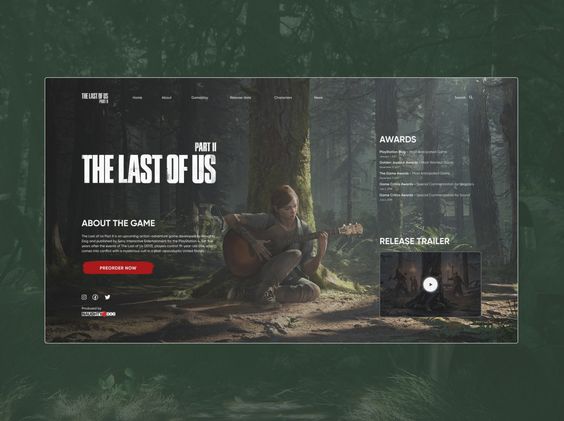 THE LAST OF US
PART II
Home
About
Gameplay
Release date
Characters
News
Search
PART II
THE LAST OF US
ABOUT THE GAME
The Last of Us Part II is an upcoming action-adventure game developed by Naughty
Dog and published by Sony Interactive Entertainment for the PlayStation 4. Set five
years after the events of The Last of Us (2013), players control 19-year-old Ellie, who
comes into conflict with a mysterious cult in a post-apocalyptic United States.
PREORDER NOW
Produced by
NAUGHTY DOG
AWARDS
PlayStation Blog – Most Anticipated Game
Golden Joystick Awards – Most Wanted Game
The Game Awards – Most Anticipated Game
Game Critics Awards – Special Commendation for Graphics
Game Critics Awards – Special Commendation for Sound
RELEASE TRAILER